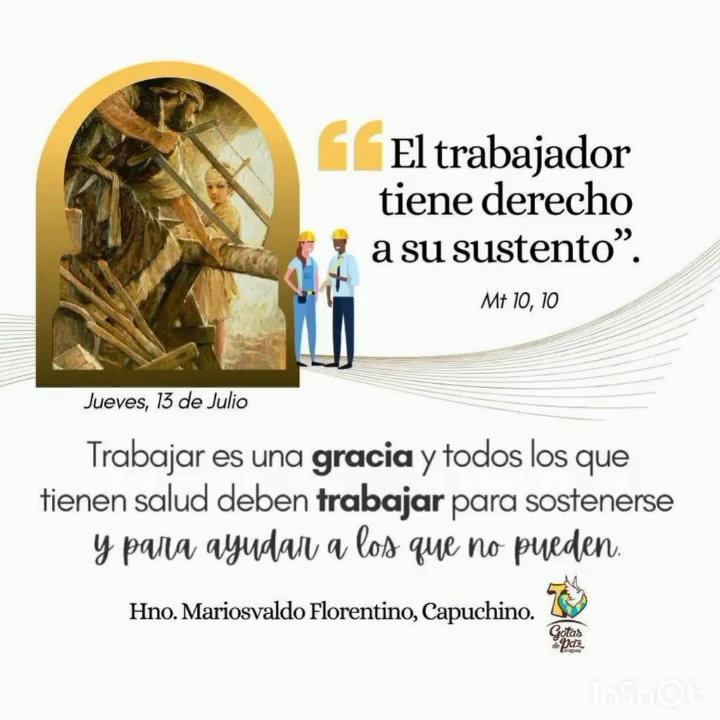 “El trabajador
tiene derecho
a su sustento”.
Mt 10, 10
Jueves, 13 de Julio
Trabajar es una gracia y todos los que
tienen salud deben trabajar para sostenerse
y para ayudar a los que no pueden.
Hno. Mariosvaldo Florentino, Capuchino.
Gotas
de paz
InShOt